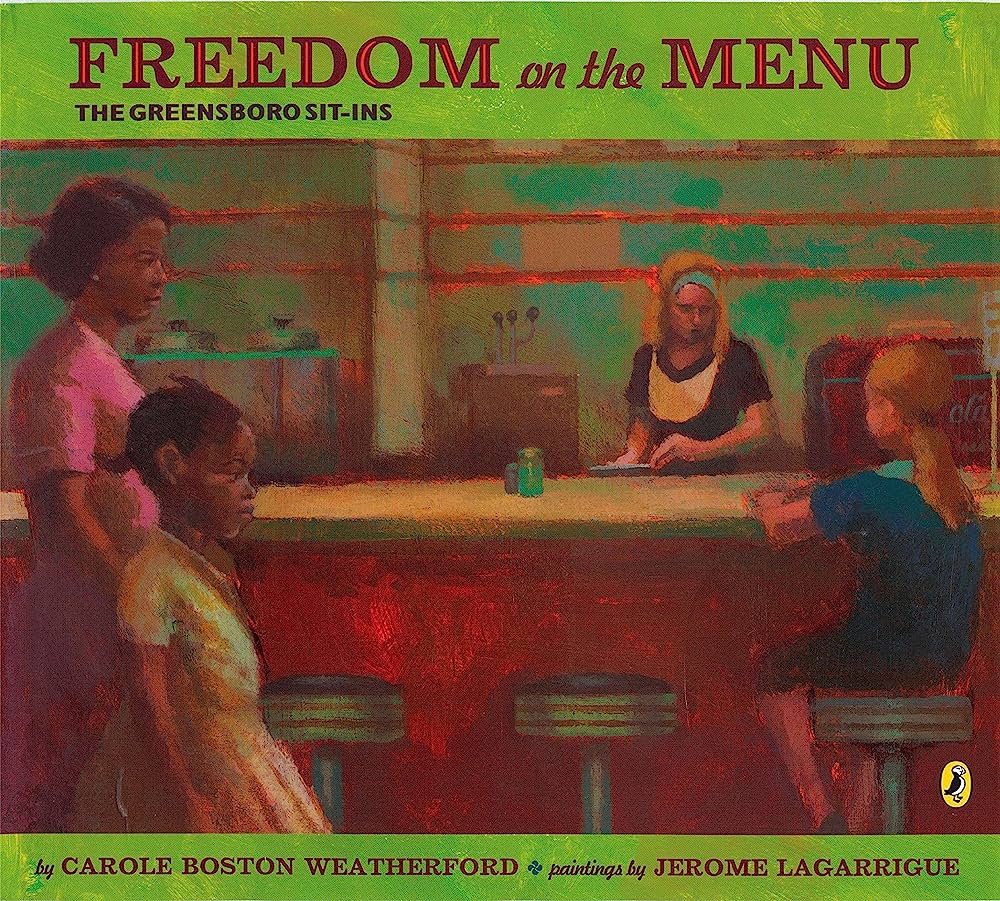 FREEDOM on the MENU
THE GREENSBORO SIT-INS
by CAROLE BOSTON WEATHERFORD paintings by JEROME LAGARRIGUE